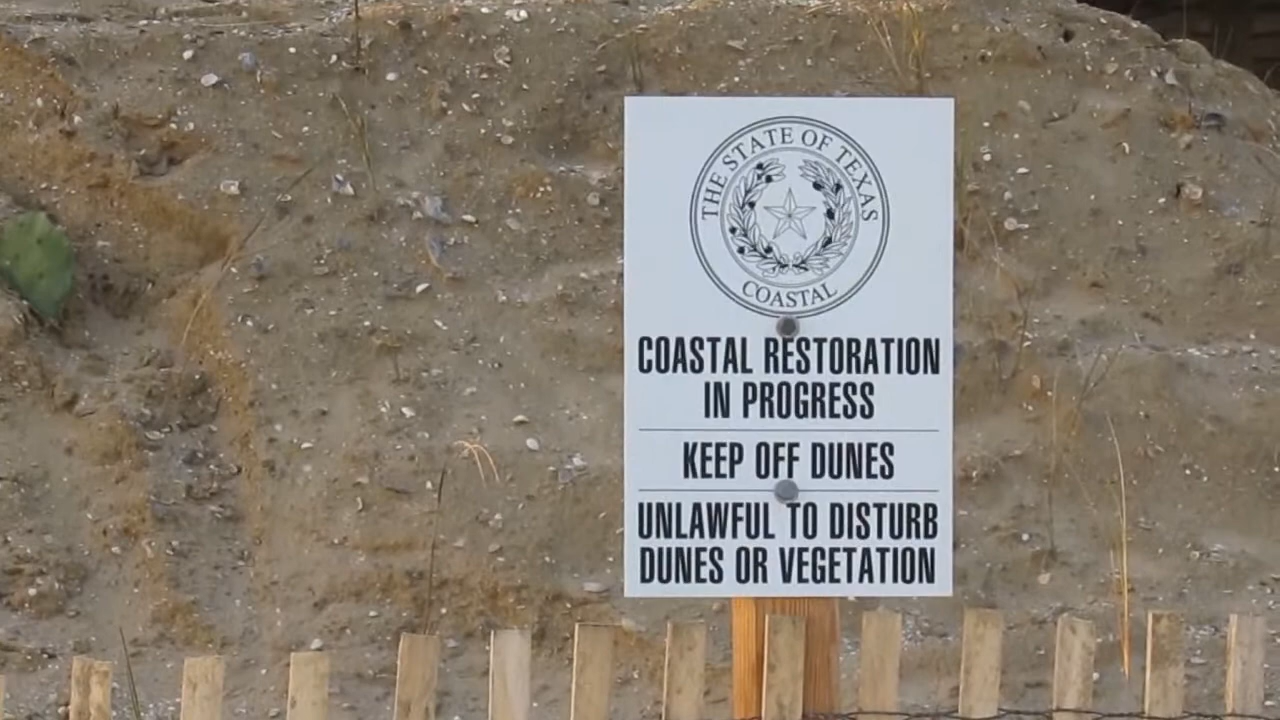 THE STATE OF TEXAS
COASTAL
COASTAL RESTORATION
IN PROGRESS
KEEP OFF DUNES
UNLAWFUL TO DISTURB
DUNES OR VEGETATION